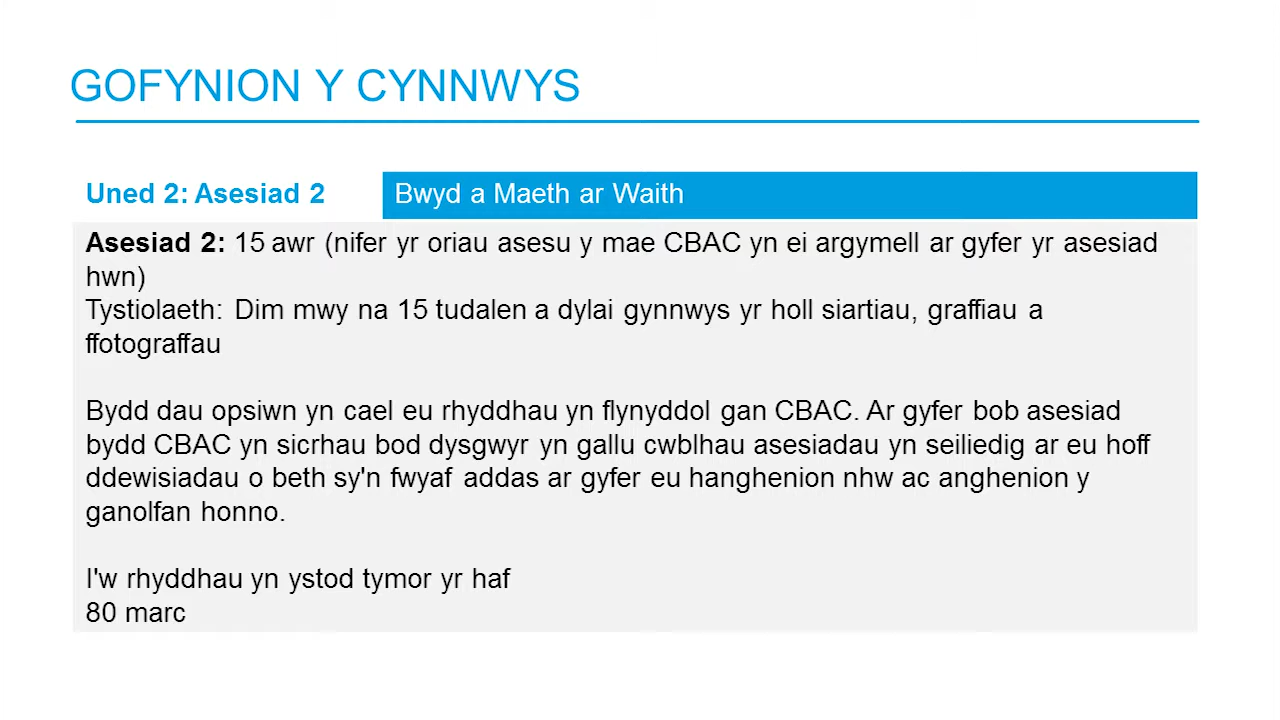 GOFYNION Y CYNNWYS
Uned 2: Asesiad 2
Bwyd a Maeth ar Waith
Asesiad 2: 15 awr (nifer yr oriau asesu y mae CBAC yn ei argymell ar gyfer yr asesiad
hwn)
Tystiolaeth: Dim mwy na 15 tudalen a dylai gynnwys yr holl siartiau, graffiau a
ffotograffau
Bydd dau opsiwn yn cael eu rhyddhau yn flynyddol gan CBAC. Ar gyfer bob asesiad
bydd CBAC yn sicrhau bod dysgwyr yn gallu cwblhau asesiadau yn seiliedig ar eu hoff
ddewisiadau o beth sy'n fwyaf addas ar gyfer eu hanghenion nhw ac anghenion y
ganolfan honno.
I'w rhyddhau yn ystod tymor yr haf
80 marc